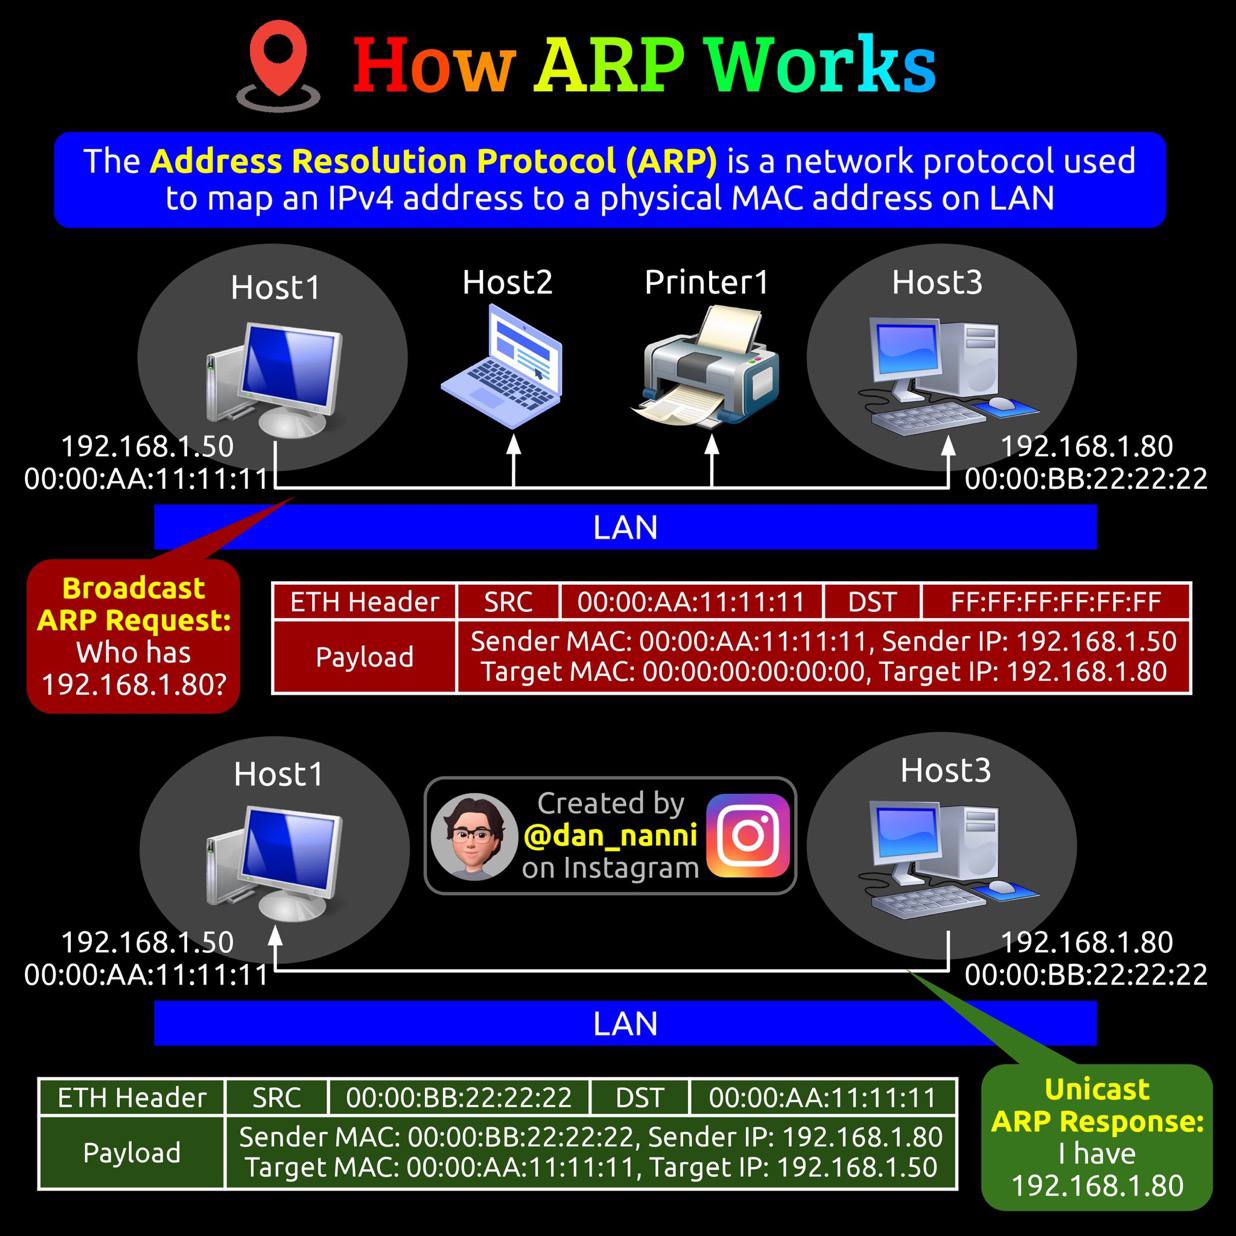 How ARP Works
The Address Resolution Protocol (ARP) is a network protocol used
to map an IPv4 address to a physical MAC address on LAN
Host1
Host2
Printer1
Host3
192.168.1.50
00:00:AA:11:11:11
192.168.1.80
00:00:BB:22:22:22
LAN
Broadcast
ARP Request:
Who has
192.168.1.80?
ETH Header SRC 00:00:AA:11:11:11 DST FF:FF:FF:FF:FF:FF
Payload
Sender MAC: 00:00:AA:11:11:11, Sender IP: 192.168.1.50
Target MAC: 00:00:00:00:00:00, Target IP: 192.168.1.80
Host1
Created by
@dan_nanni
on Instagram
Host3
192.168.1.50
00:00:AA:11:11:11
192.168.1.80
00:00:BB:22:22:22
LAN
ETH Header SRC 00:00:BB:22:22:22 DST 00:00:AA:11:11:11
Payload
Sender MAC: 00:00:BB:22:22:22, Sender IP: 192.168.1.80
Target MAC: 00:00:AA:11:11:11, Target IP: 192.168.1.50
Unicast
ARP Response:
I have
192.168.1.80